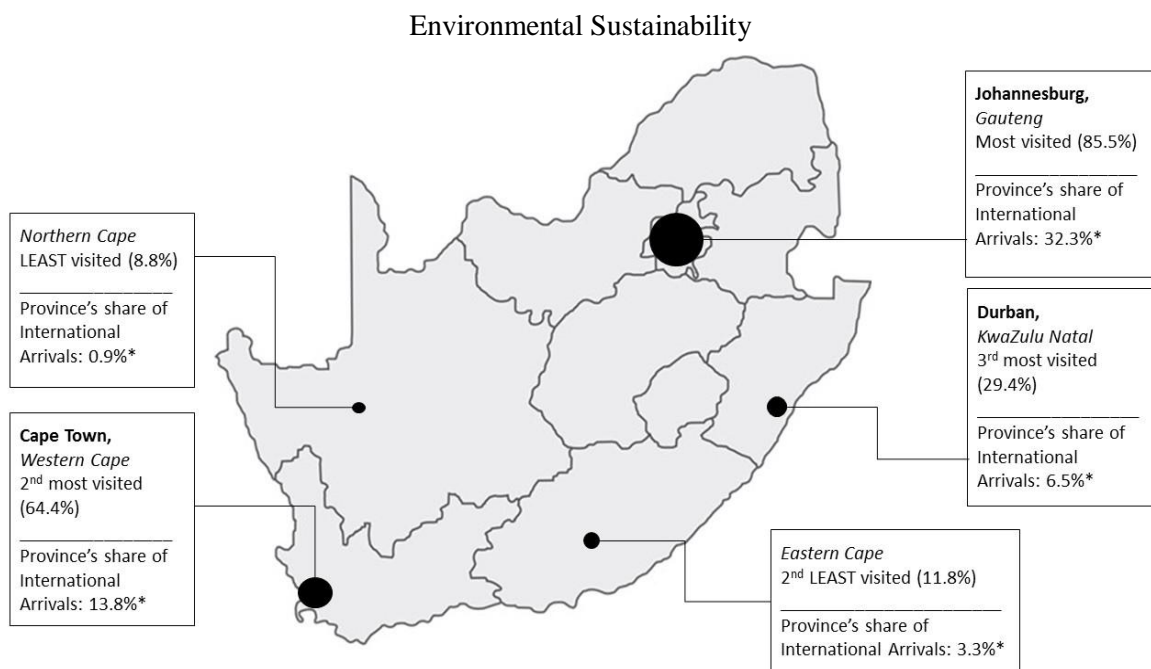 Environmental Sustainability
Johannesburg,
Gauteng
Most visited (85.5%)
Province’s share of
International
Arrivals: 32.3%*
Northern Cape
LEAST visited (8.8%)
Province’s share of
International
Arrivals: 0.9%*
Durban,
KwaZulu Natal
3rd most visited
(29.4%)
Province’s share of
International
Arrivals: 6.5%*
Cape Town,
Western Cape
2nd most visited
(64.4%)
Province’s share of
International
Arrivals: 13.8%*
Eastern Cape
2nd LEAST visited (11.8%)
Province’s share of
International Arrivals: 3.3%*